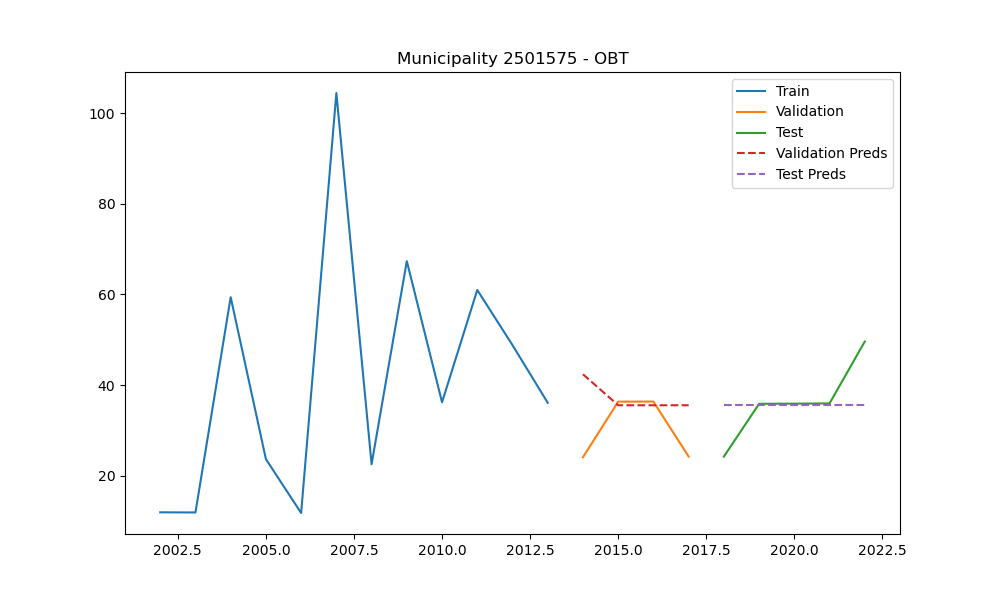 Municipality 2501575 - OBT
Train
Validation
Test
Validation Preds
Test Preds
100
80
60
40
20
2002.5 2005.0 2007.5 2010.0 2012.5 2015.0 2017.5 2020.0 2022.5